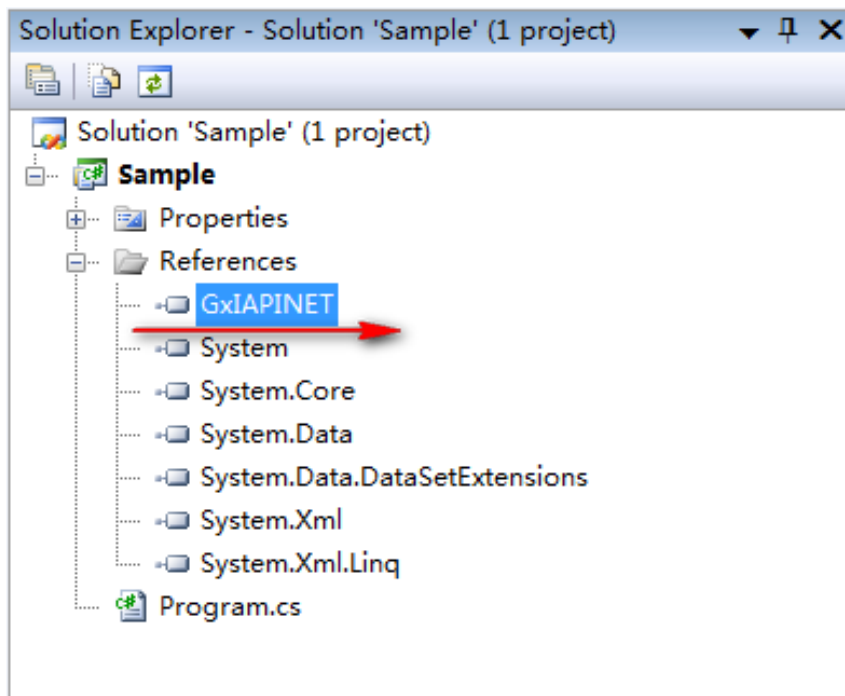 Solution Explorer - Solution 'Sample' (1 project)
Solution 'Sample' (1 project)
Sample
Properties
References
GxIAPINET
System
System.Core
System.Data
System.Data.DataSetExtensions
System.Xml
System.Xml.Linq
Program.cs